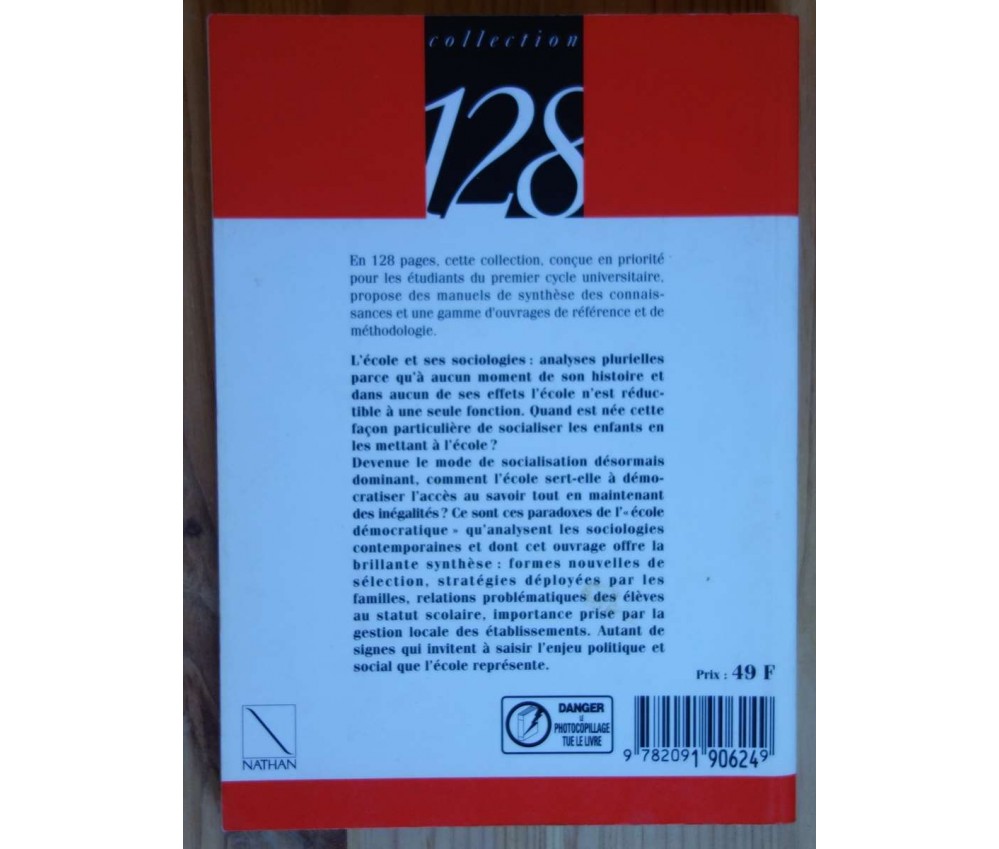 collection
128
En 128 pages, cette collection, conçue en priorité
pour les étudiants du premier cycle universitaire,
propose des manuels de synthèse des connais-
sances et une gamme d'ouvrages de référence et de
méthodologie.
L'école et ses sociologies : analyses plurielles
parce qu'à aucun moment de son histoire et
dans aucun de ses effets l'école n'est réduc-
tible à une seule fonction. Quand est née cette
façon particulière de socialiser les enfants en
les mettant à l'école ?
Devenue le mode de socialisation désormais
dominant, comment l'école sert-elle à démo-
cratiser l'accès au savoir tout en maintenant
des inégalités ? Ce sont ces paradoxes de l'« école
démocratique » qu'analysent les sociologies
contemporaines et dont cet ouvrage offre la
brillante synthèse : formes nouvelles de
sélection, stratégies déployées par les
familles, relations problématiques des élèves
au statut scolaire, importance prise par la
gestion locale des établissements. Autant de
signes qui invitent à saisir l'enjeu politique et
social que l'école représente.
Prix : 49 F
DANGER
LE
PHOTOCOPILLAGE
TUE LE LIVRE
NATHAN
9 782091 906249